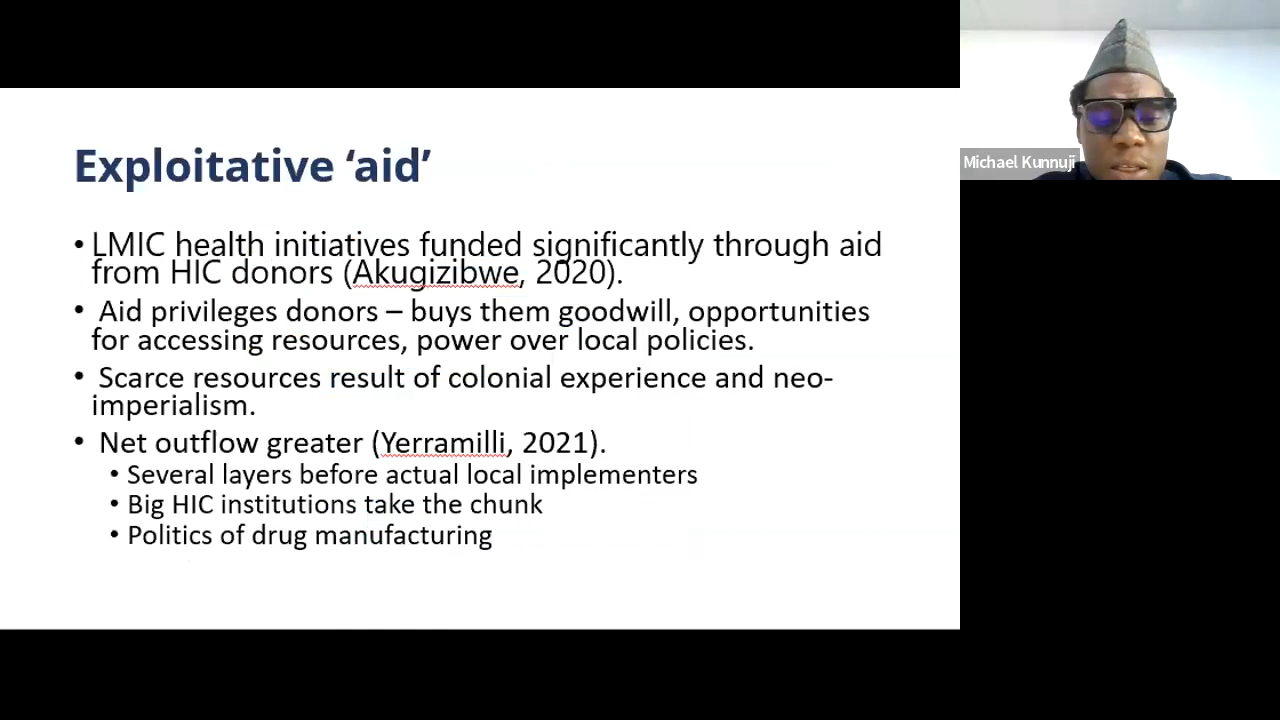 Exploitative ‘aid’
• LMIC health initiatives funded significantly through aid
from HIC donors (Akugizibwe, 2020).
• Aid privileges donors – buys them goodwill, opportunities
for accessing resources, power over local policies.
• Scarce resources result of colonial experience and neo-
imperialism.
• Net outflow greater (Yerramilli, 2021).
• Several layers before actual local implementers
• Big HIC institutions take the chunk
• Politics of drug manufacturing
Michael Kunnuji